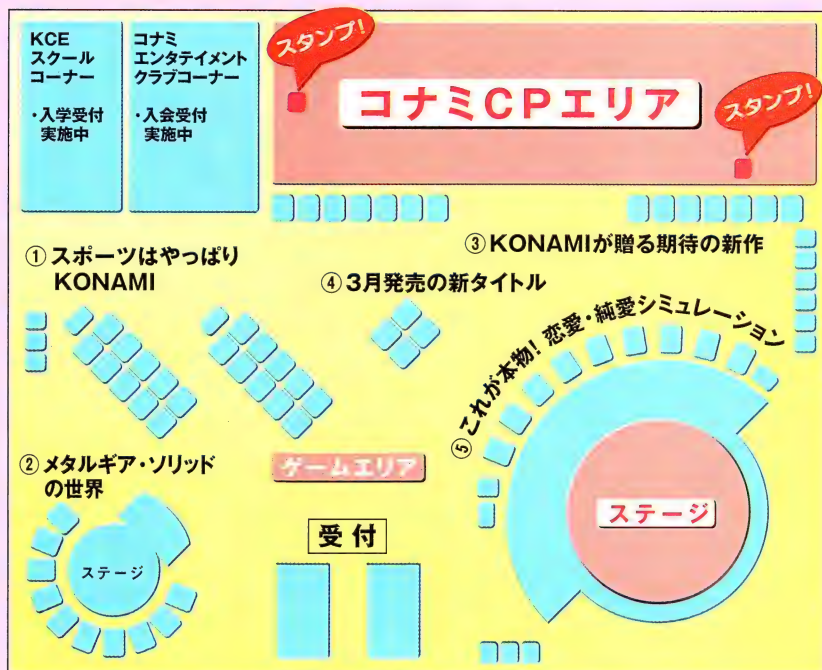 KCE
スクール
コーナー
・入学受付
実施中
コナミ
エンタテイメント
クラブコーナー
・入会受付
実施中
スタンプ!
コナミCPエリア
スタンプ!
①スポーツはやっぱり
KONAMI
④3月発売の新タイトル
③KONAMIが贈る期待の新作
⑤これが本物!恋愛・純愛シミュレーション
②メタルギア・ソリッド
の世界
ステージ
ゲームエリア
受付
ステージ